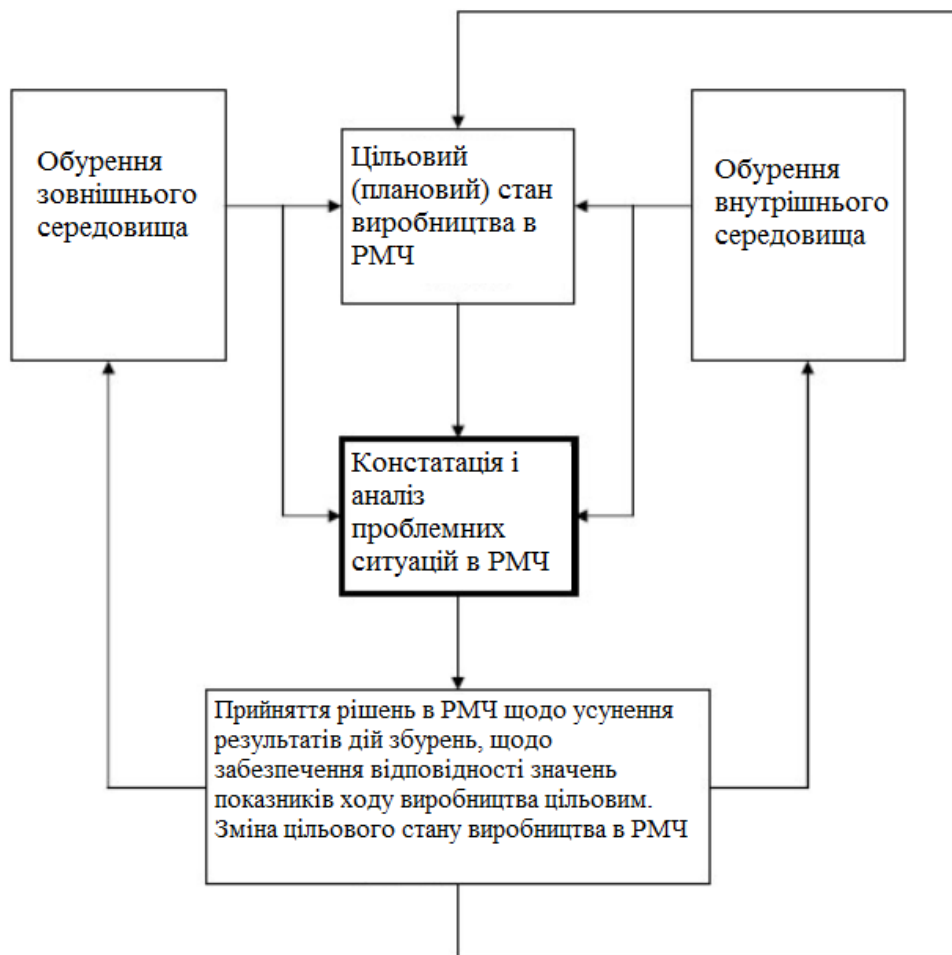 Обурення
зовнішнього
середовища
Цільовий
(плановий) стан
виробництва в
РМЧ
Обурення
внутрішнього
середовища
Констатація і
аналіз
проблемних
ситуацій в РМЧ
Прийняття рішень в РМЧ щодо усунення
результатів дій збурень, щодо
забезпечення відповідності значень
показників ходу виробництва цільовим.
Зміна цільового стану виробництва в РМЧ